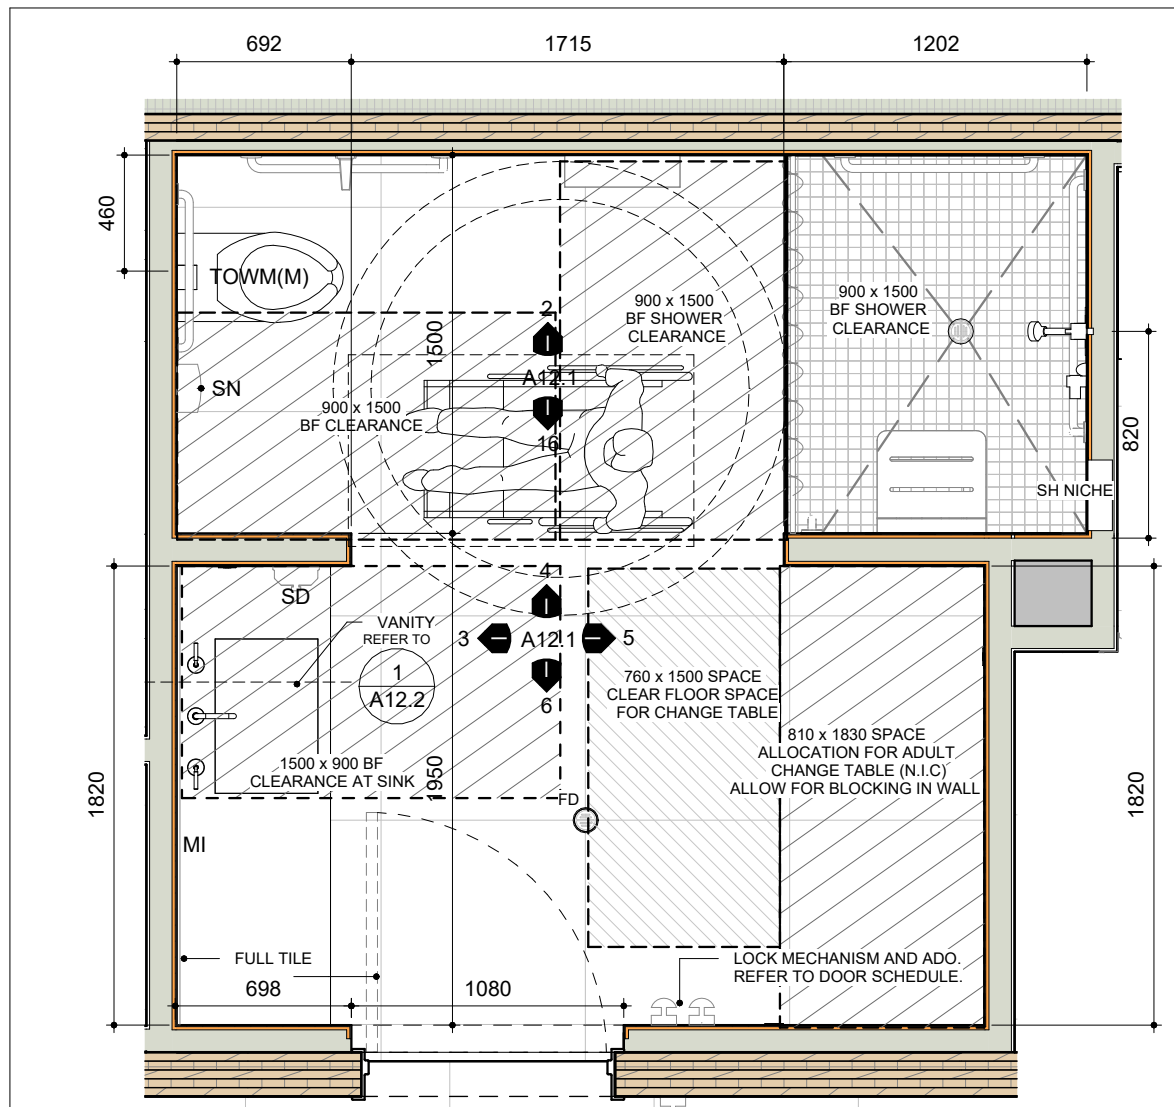 692
1715
1202
460
TOWM(M)
900 x 1500
BF SHOWER
CLEARANCE
900 x 1500
BF SHOWER
CLEARANCE
2
1500
A12.1
SN
900 x 1500
BF CLEARANCE
16
820
SH NICHE
4
SD
VANITY
REFER TO
3
A12.1
5
1
A12.2
6
760 x 1500 SPACE
CLEAR FLOOR SPACE
FOR CHANGE TABLE
810 x 1830 SPACE
ALLOCATION FOR ADULT
CHANGE TABLE (N.I.C)
ALLOW FOR BLOCKING IN WALL
1500 x 900 BF
CLEARANCE AT SINK
1950
1820
1820
FD
MI
FULL TILE
LOCK MECHANISM AND ADO.
REFER TO DOOR SCHEDULE.
698
1080